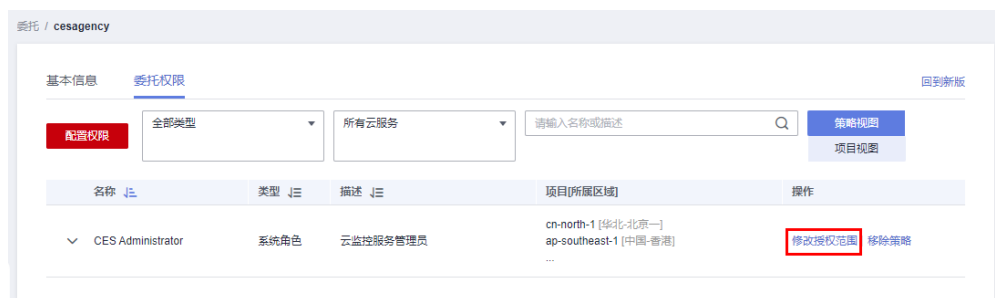 委托 / cesagency
基本信息 委托权限 回到新版
配置权限 全部类型 所有云服务 请输入名称或描述 策略视图
项目视图
名称 类型 描述 项目[所属区域] 操作
CES Administrator 系统角色 云监控服务管理员 cn-north-1 [华北-北京一] 修改授权范围 移除策略
ap-southeast-1 [中国-香港]
...